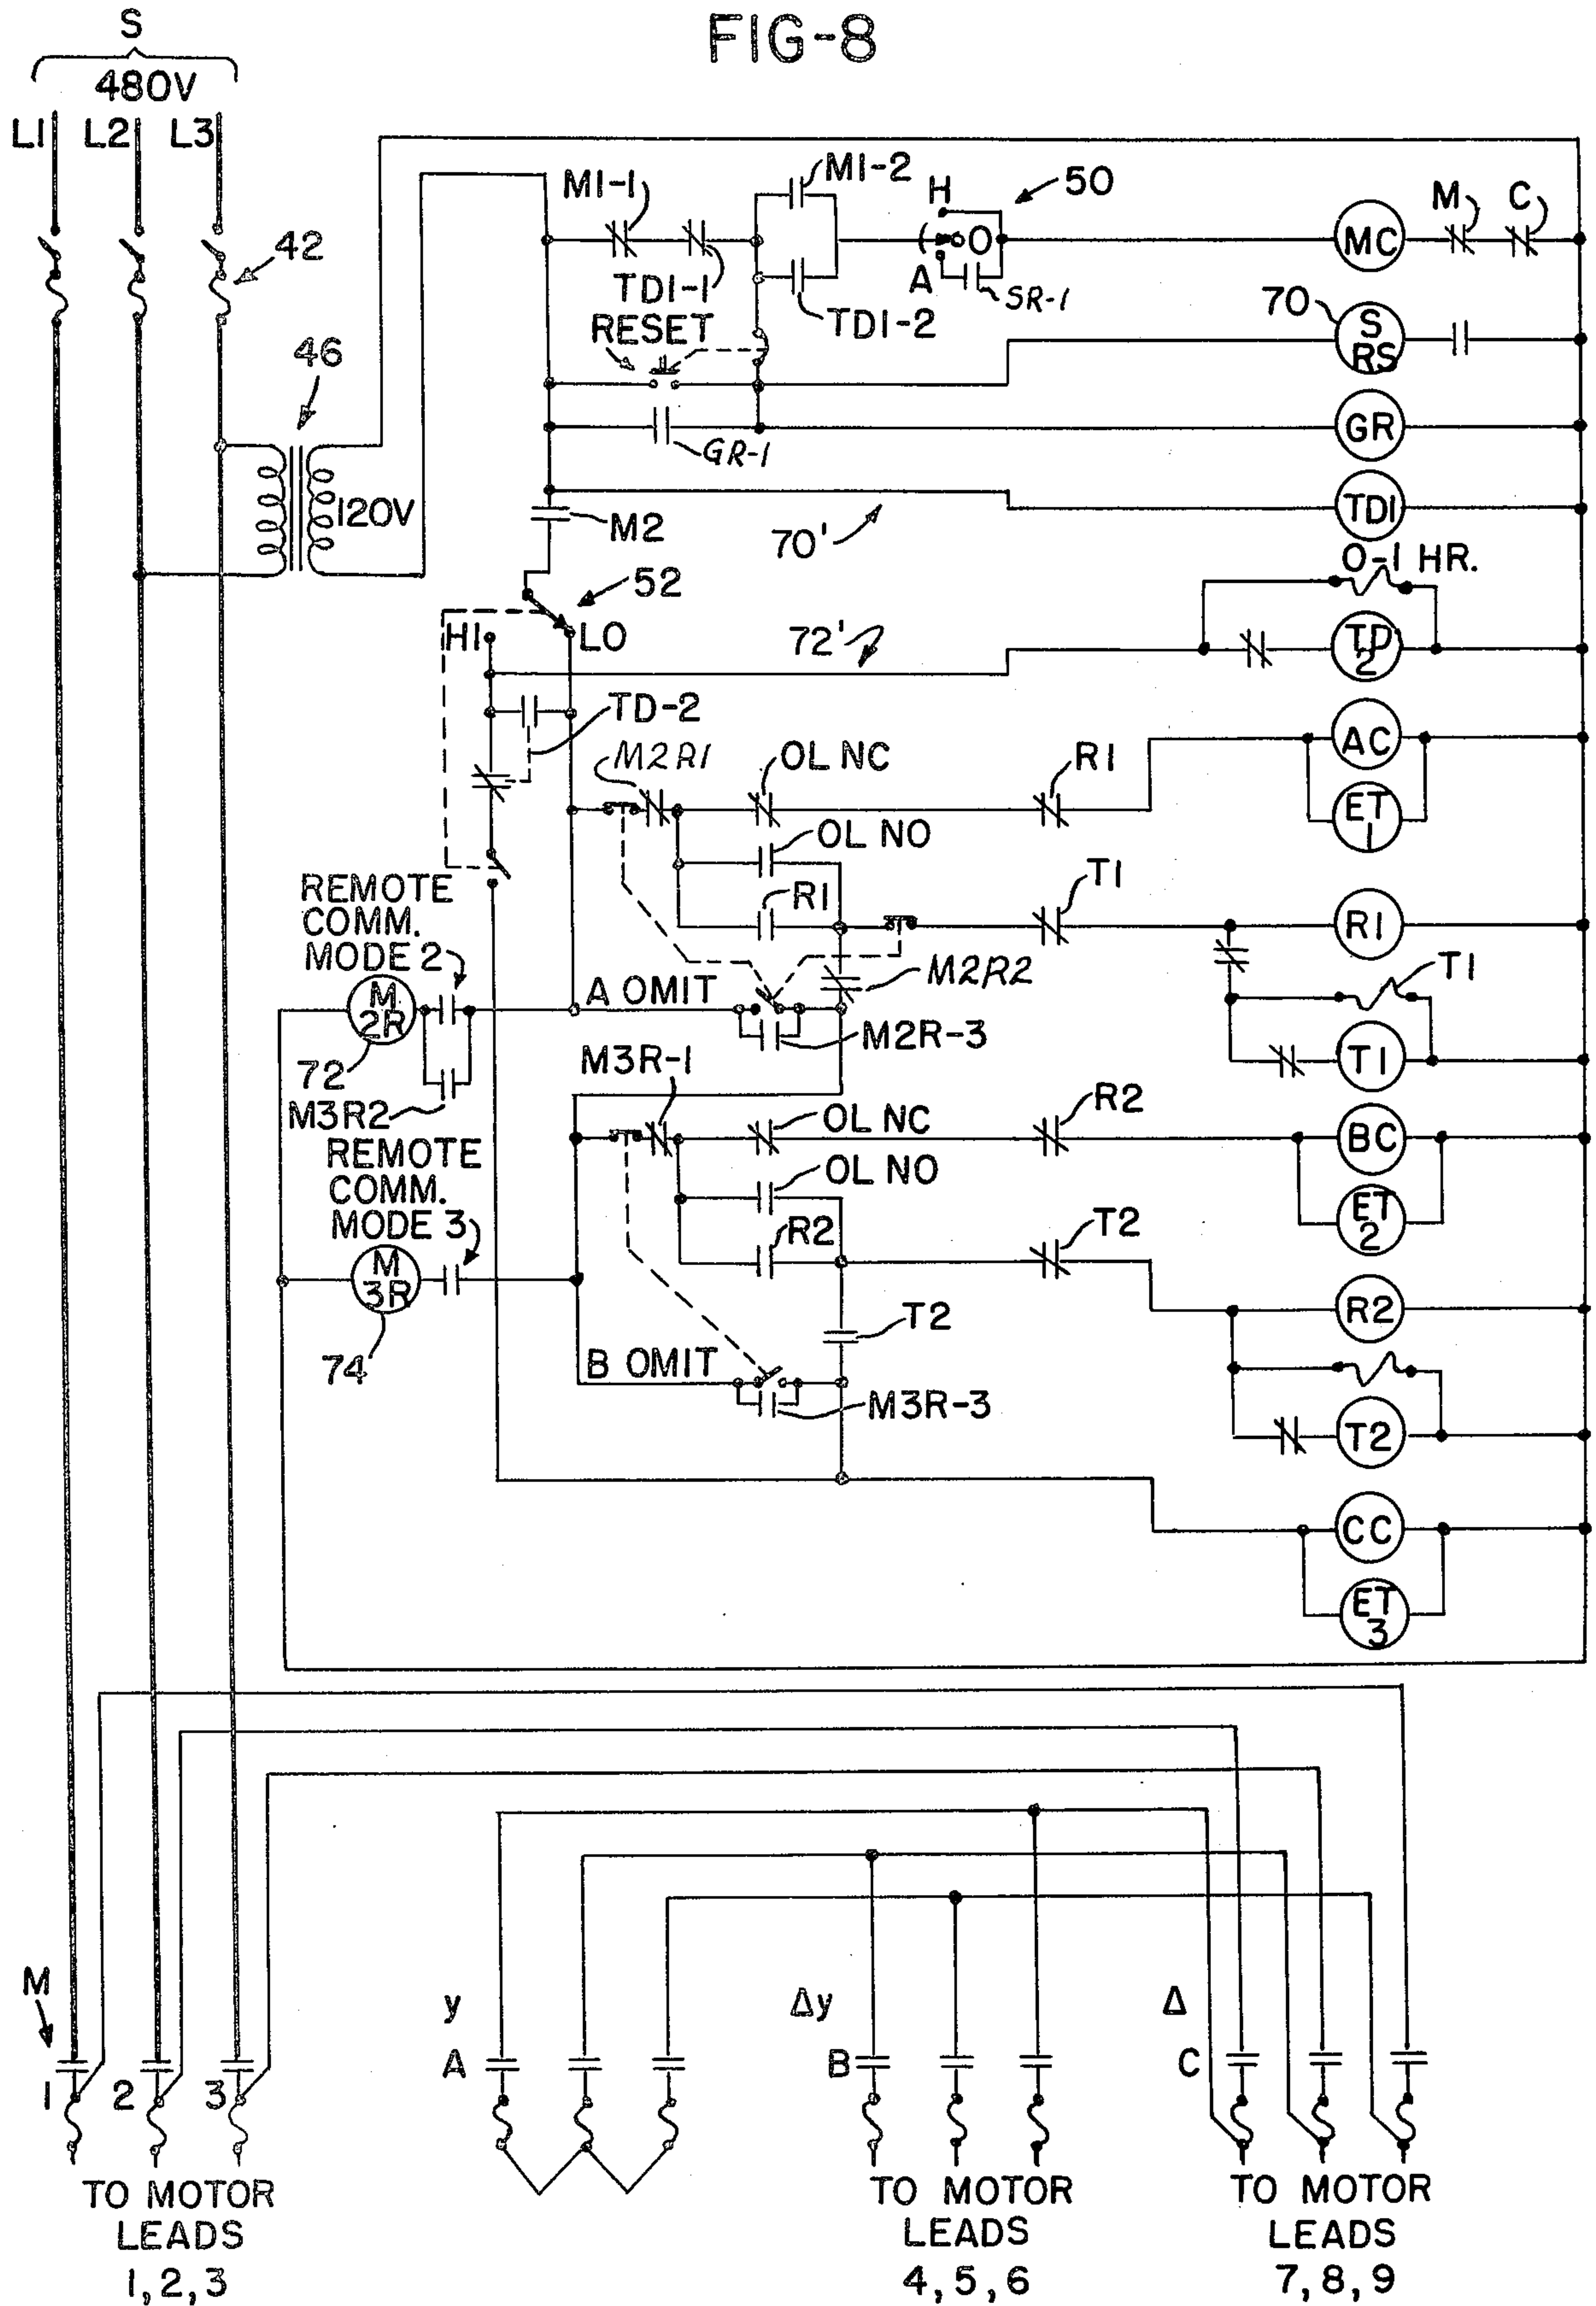 FIG-8
S
480V
L1 L2 L3
42
46
120V
M1-1
M1-2
H
50
M
C
O
MC
TD1-1
A
SR-1
TD1-2
RESET
70
S
RS
GR-1
GR
M2
70'
TD1
0-1 HR.
52
HI
LO
72'
TD
2
TD-2
M2R1
OL NC
R1
AC
ET
1
OL NO
R1
T1
R1
REMOTE
COMM.
MODE 2
M2R2
T1
M
2R
A OMIT
M2R-3
T1
72
M3R2
M3R-1
OL NC
R2
BC
REMOTE
COMM.
MODE 3
OL NO
ET
2
R2
T2
M
3R
R2
74
T2
B OMIT
M3R-3
T2
CC
ET
3
M
y
Δy
Δ
A
B
C
1 2 3
TO MOTOR
LEADS
1, 2, 3
TO MOTOR
LEADS
4, 5, 6
TO MOTOR
LEADS
7, 8, 9